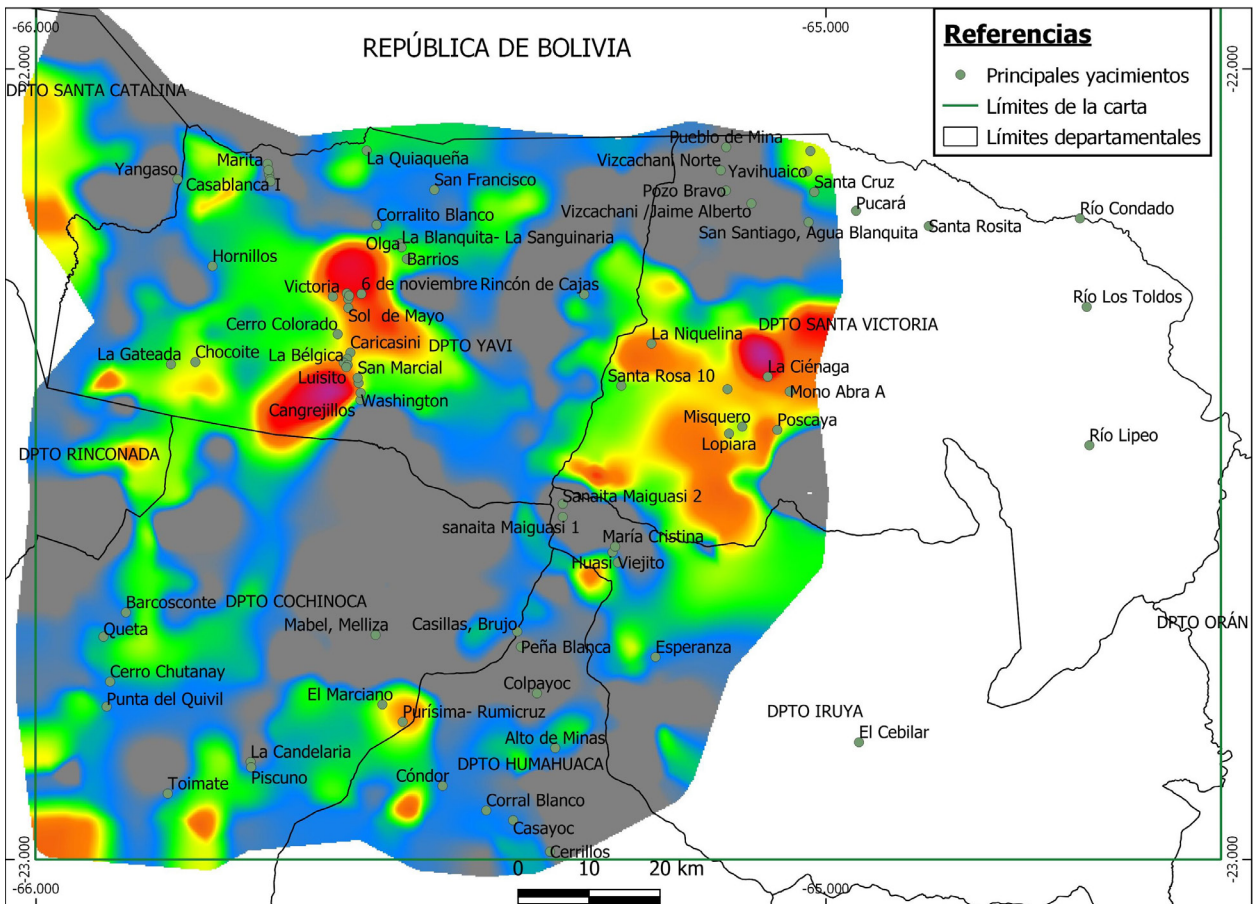 -66.000
-65.000
REPÚBLICA DE BOLIVIA
Referencias
Principales yacimientos
Límites de la carta
Límites departamentales
-22.000
-22.000
DPTO SANTA CATALINA
Pueblo de Mina
Marita
La Quiaqueña
Vizcachani Norte
Yavihuaico
Yangaso
Casablanca I
San Francisco
Santa Cruz
Pozo Bravo
Pucará
Corralito Blanco
Vizcachani /Jaime Alberto
Río Condado
La Blanquita- La Sanguinaria
San Santiago, Agua Blanquita
Santa Rosita
Olga
Barrios
Hornillos
Victoria
6 de noviembre
Rincón de Cajas
Río Los Toldos
Sol de Mayo
Cerro Colorado
DPTO SANTA VICTORIA
La Niquelina
Caricasini
DPTO YAVI
La Gateada
Chocoite
La Bélgica
San Marcial
La Ciénaga
Luisito
Santa Rosa 10
Mono Abra A
Washington
Cangrejillos
Misquero
Poscaya
Lopiara
Río Lipeo
DPTO RINCONADA
Sanaita Maiguasi 2
sanaita Maiguasi 1
María Cristina
Huasi Viejito
Barcosconte
DPTO COCHINOCA
Mabel, Melliza
Casillas, Brujo
DPTO ORÁN
Queta
Peña Blanca
Esperanza
Cerro Chutanay
Colpayoc
Punta del Quivil
El Marciano
Purísima- Rumicruz
DPTO IRUYA
El Cebilar
Alto de Minas
La Candelaria
DPTO HUMAHUACA
Piscuno
Cóndor
Toimate
Corral Blanco
Casayoc
Cerrillos
-23.000
-23.000
0 10 20 km
-66.000
-65.000